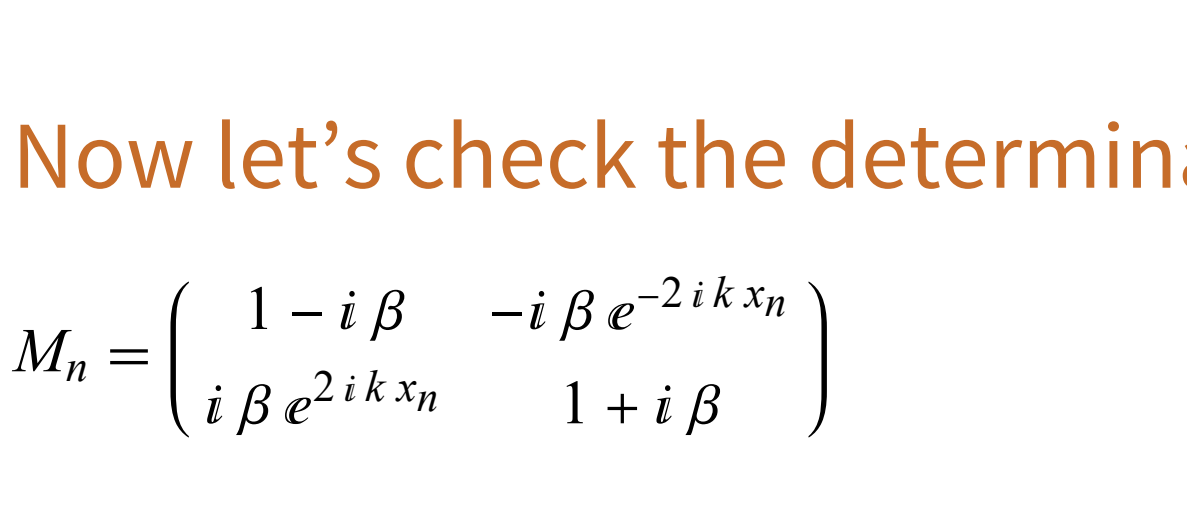 Now let’s check the determina
M_n = ( 1 − ⅈ β   −ⅈ β ⅇ^(−2 ⅈ k x_n)
ⅈ β ⅇ^(2 ⅈ k x_n)   1 + ⅈ β )